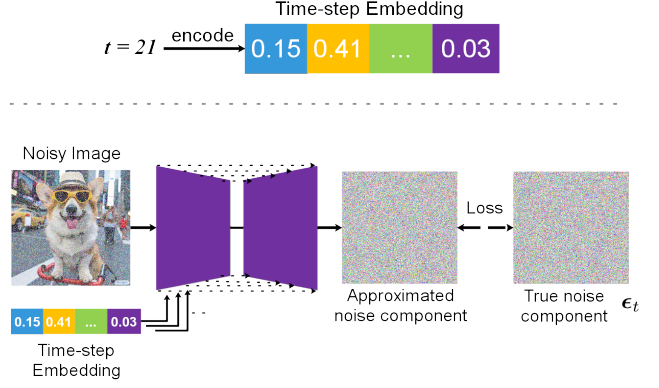 Time-step Embedding
t = 21
encode
0.15 0.41 ... 0.03
Noisy Image
Loss
0.15 0.41 ... 0.03
Time-step
Embedding
Approximated
noise component
True noise
component
ϵt